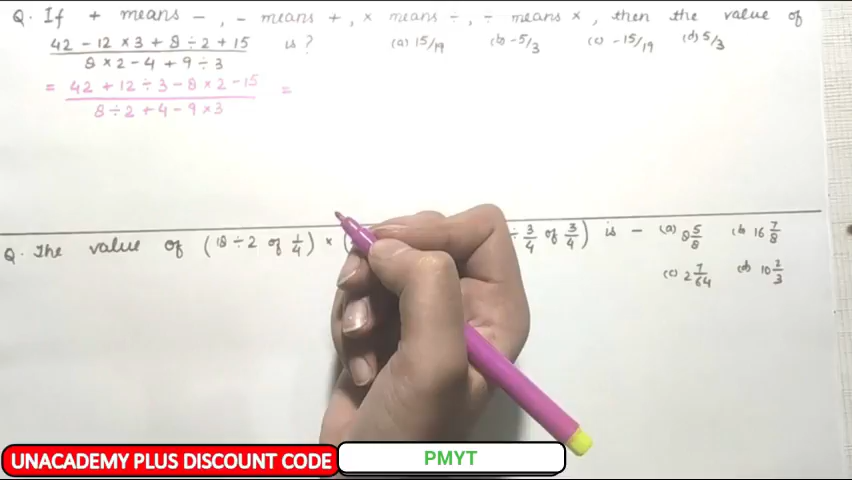 Q. If + means −, − means +, × means ÷, ÷ means ×, then the value of
42 − 12 × 3 + 8 ÷ 2 + 15 / 8 × 2 − 4 + 9 ÷ 3 is? (a) 15/19 (b) -5/3 (c) -15/19 (d) 5/3
= 42 + 12 ÷ 3 − 8 × 2 − 15 / 8 ÷ 2 + 4 − 9 × 3 =
Q. The value of (18 ÷ 2 of 1/4) × ( ÷ 3/4 of 3/4) is − (a) 8 5/8 (b) 16 7/8
(c) 2 7/64 (d) 10 2/3
UNACADEMY PLUS DISCOUNT CODE PMYT